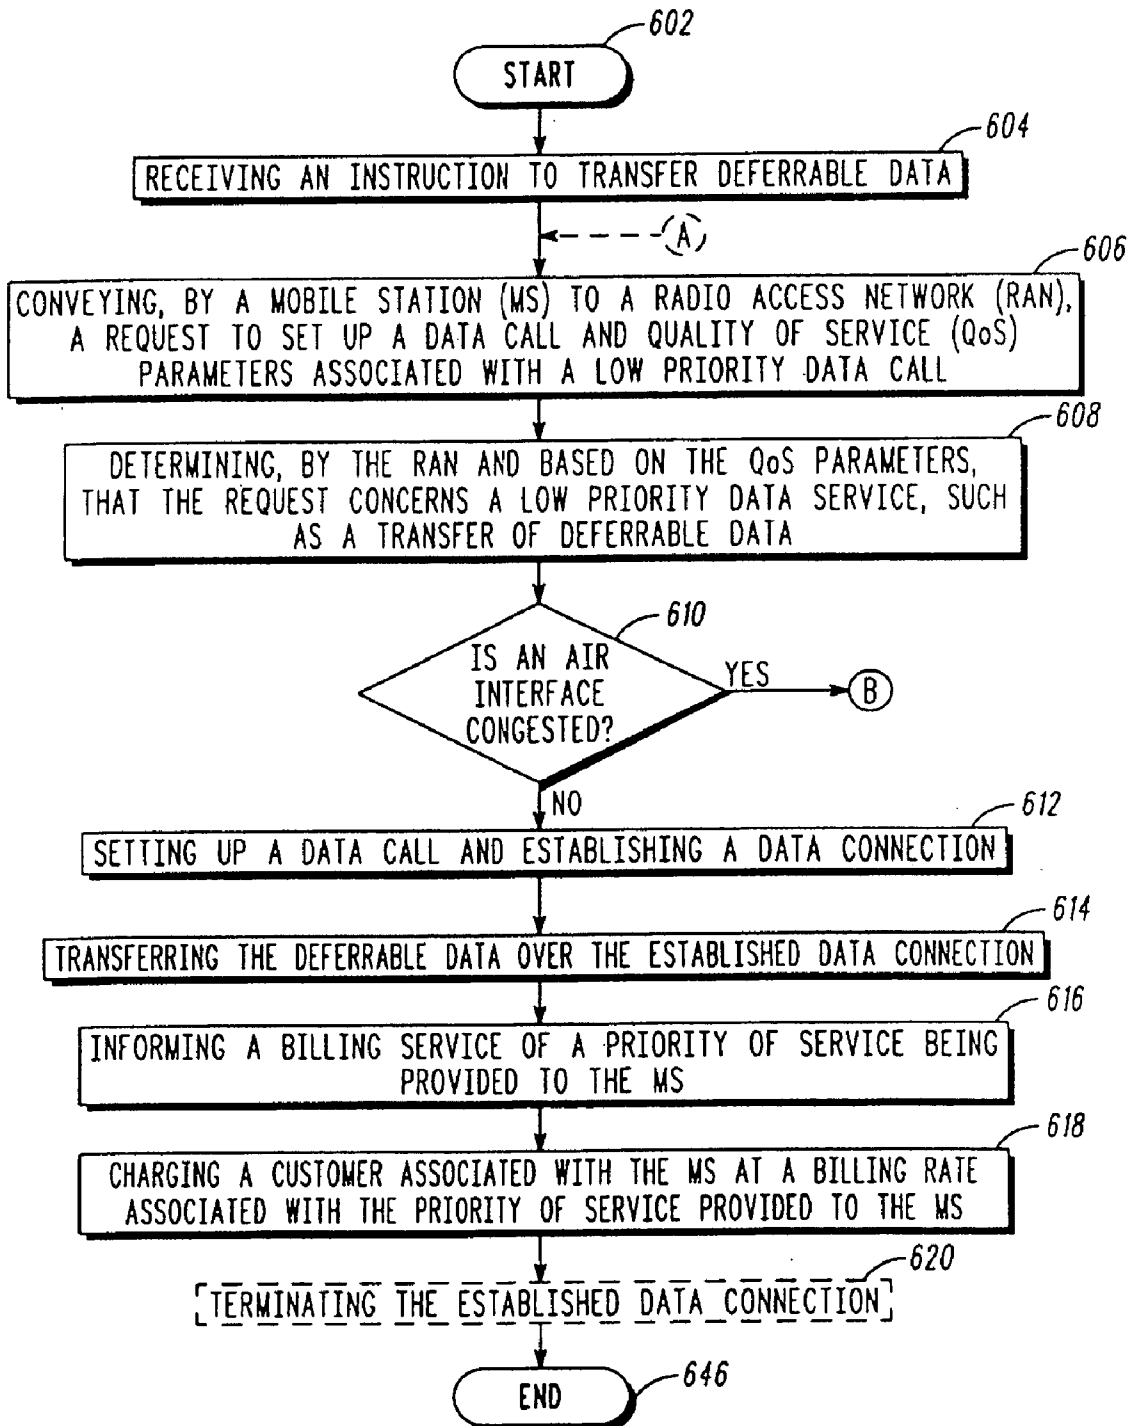 602
START
604
RECEIVING AN INSTRUCTION TO TRANSFER DEFERRABLE DATA
A
606
CONVEYING, BY A MOBILE STATION (MS) TO A RADIO ACCESS NETWORK (RAN),
A REQUEST TO SET UP A DATA CALL AND QUALITY OF SERVICE (QoS)
PARAMETERS ASSOCIATED WITH A LOW PRIORITY DATA CALL
608
DETERMINING, BY THE RAN AND BASED ON THE QoS PARAMETERS,
THAT THE REQUEST CONCERNS A LOW PRIORITY DATA SERVICE, SUCH
AS A TRANSFER OF DEFERRABLE DATA
610
IS AN AIR
INTERFACE
CONGESTED?
YES
B
NO
612
SETTING UP A DATA CALL AND ESTABLISHING A DATA CONNECTION
614
TRANSFERRING THE DEFERRABLE DATA OVER THE ESTABLISHED DATA CONNECTION
616
INFORMING A BILLING SERVICE OF A PRIORITY OF SERVICE BEING
PROVIDED TO THE MS
618
CHARGING A CUSTOMER ASSOCIATED WITH THE MS AT A BILLING RATE
ASSOCIATED WITH THE PRIORITY OF SERVICE PROVIDED TO THE MS
620
TERMINATING THE ESTABLISHED DATA CONNECTION
END
646